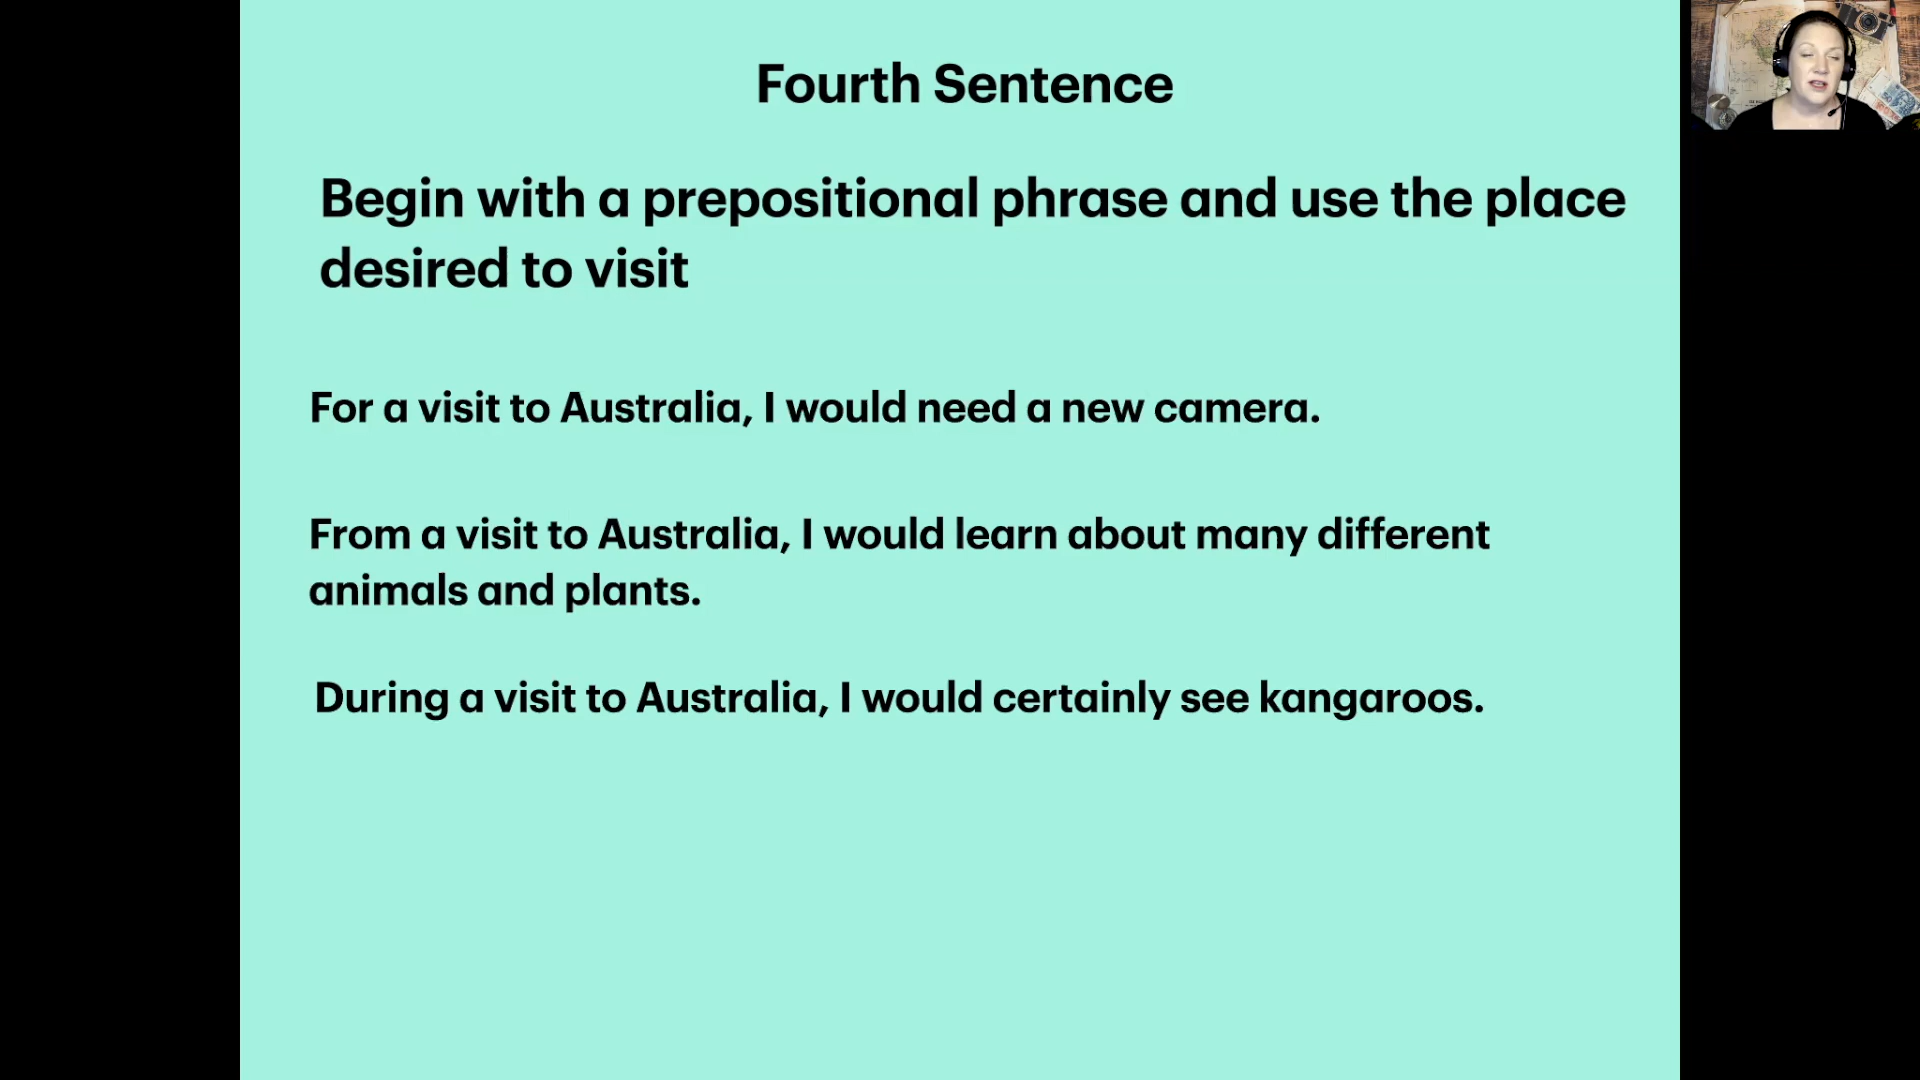 Fourth Sentence
Begin with a prepositional phrase and use the place
desired to visit
For a visit to Australia, I would need a new camera.
From a visit to Australia, I would learn about many different
animals and plants.
During a visit to Australia, I would certainly see kangaroos.